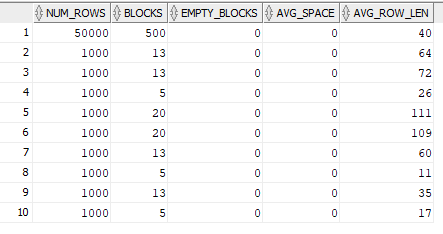 NUM_ROWS BLOCKS EMPTY_BLOCKS AVG_SPACE AVG_ROW_LEN
1 50000 500 0 0 40
2 1000 13 0 0 64
3 1000 13 0 0 72
4 1000 5 0 0 26
5 1000 20 0 0 111
6 1000 20 0 0 109
7 1000 13 0 0 60
8 1000 5 0 0 11
9 1000 13 0 0 35
10 1000 5 0 0 17